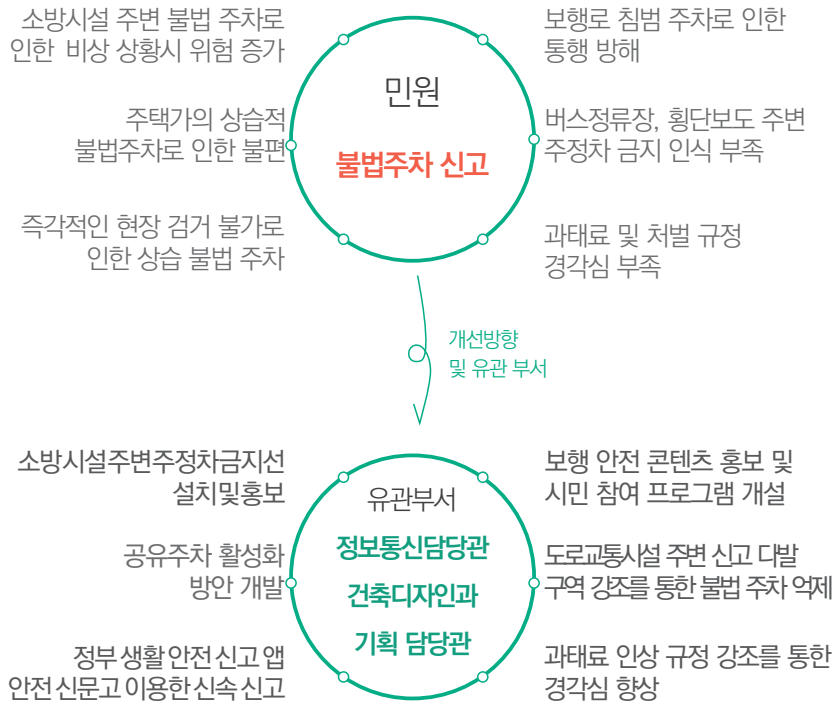 소방시설 주변 불법 주차로
인한 비상 상황시 위험 증가
보행로 침범 주차로 인한
통행 방해
민원
불법주차 신고
주택가의 상습적
불법주차로 인한 불편
버스정류장, 횡단보도 주변
주정차 금지 인식 부족
즉각적인 현장 검거 불가로
인한 상습 불법 주차
과태료 및 처벌 규정
경각심 부족
개선방향
및 유관 부서
소방시설주변주정차금지선
설치및홍보
보행 안전 콘텐츠 홍보 및
시민 참여 프로그램 개설
유관부서
정보통신담당관
건축디자인과
기획 담당관
공유주차 활성화
방안 개발
도로교통시설 주변 신고 다발
구역 강조를 통한 불법 주차 억제
정부 생활 안전 신고 앱
안전 신문고 이용한 신속 신고
과태료 인상 규정 강조를 통한
경각심 향상